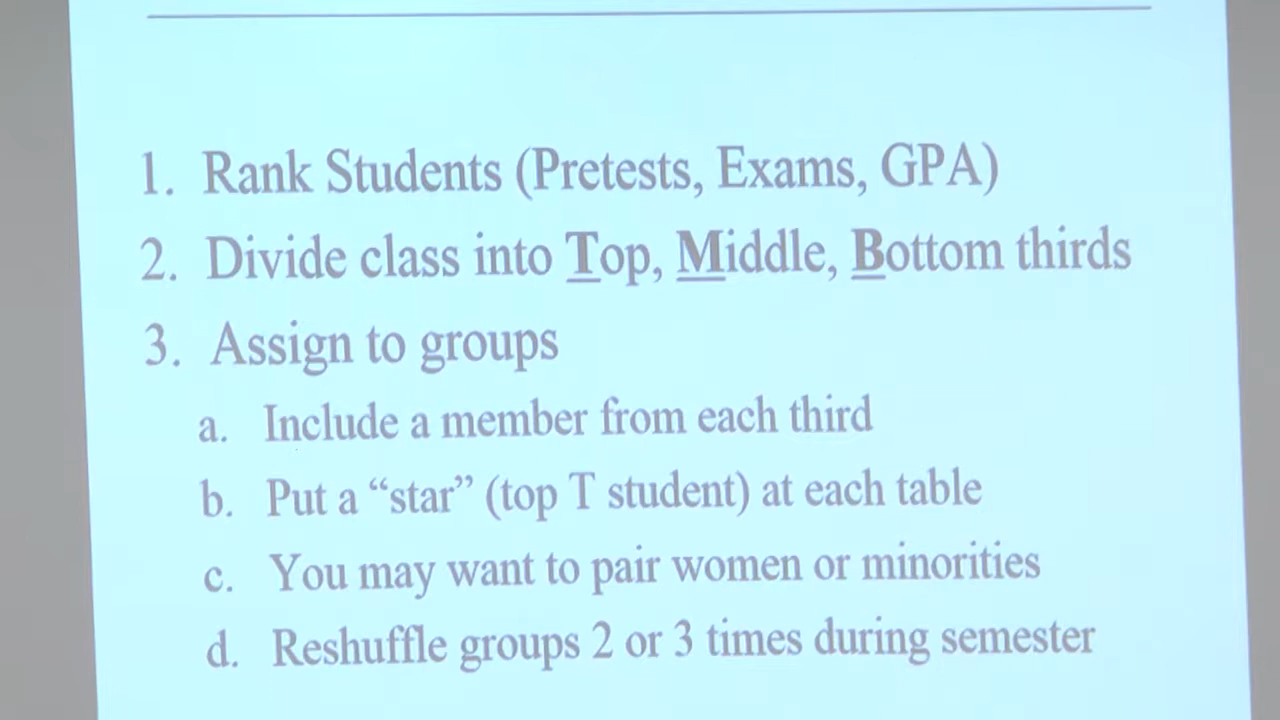 1. Rank Students (Pretests, Exams, GPA)
2. Divide class into Top, Middle, Bottom thirds
3. Assign to groups
a. Include a member from each third
b. Put a “star” (top T student) at each table
c. You may want to pair women or minorities
d. Reshuffle groups 2 or 3 times during semester